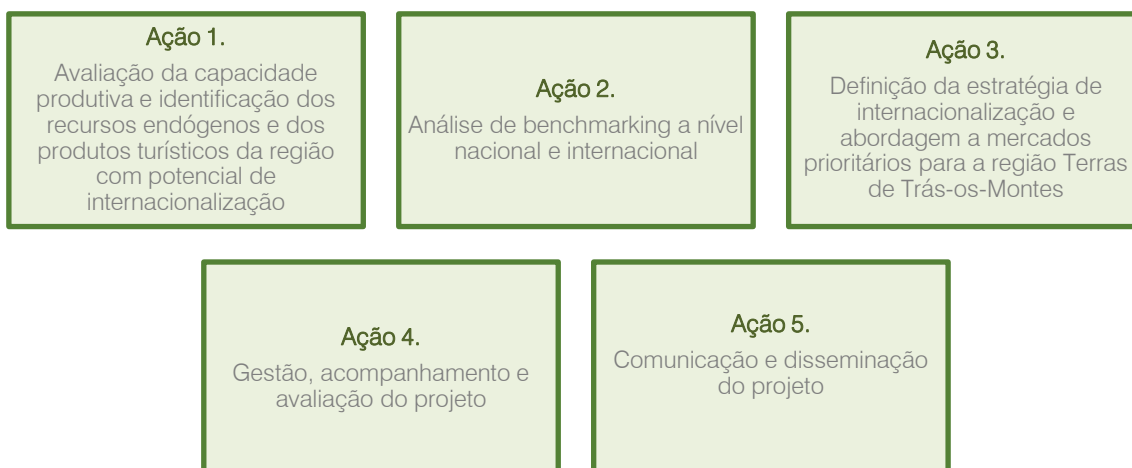 Ação 1.
Avaliação da capacidade
produtiva e identificação dos
recursos endógenos e dos
produtos turísticos da região
com potencial de
internacionalização
Ação 2.
Análise de benchmarking a nível
nacional e internacional
Ação 3.
Definição da estratégia de
internacionalização e
abordagem a mercados
prioritários para a região Terras
de Trás-os-Montes
Ação 4.
Gestão, acompanhamento e
avaliação do projeto
Ação 5.
Comunicação e disseminação
do projeto